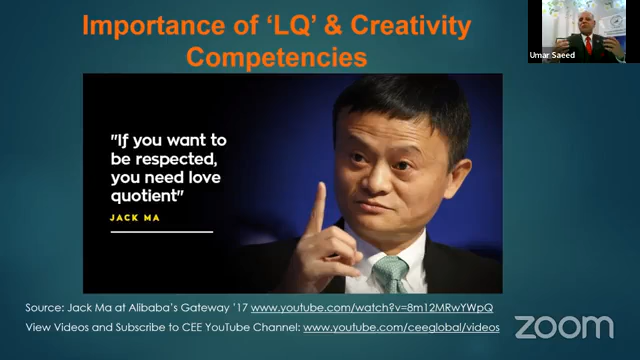 Importance of ‘LQ’ & Creativity
Competencies
Umar Saeed
"If you want to
be respected,
you need love
quotient"
JACK MA
Source: Jack Ma at Alibaba’s Gateway ’17 www.youtube.com/watch?v=8m12MRwYWpQ
View Videos and Subscribe to CEE YouTube Channel: www.youtube.com/ceeglobal/videos
zoom